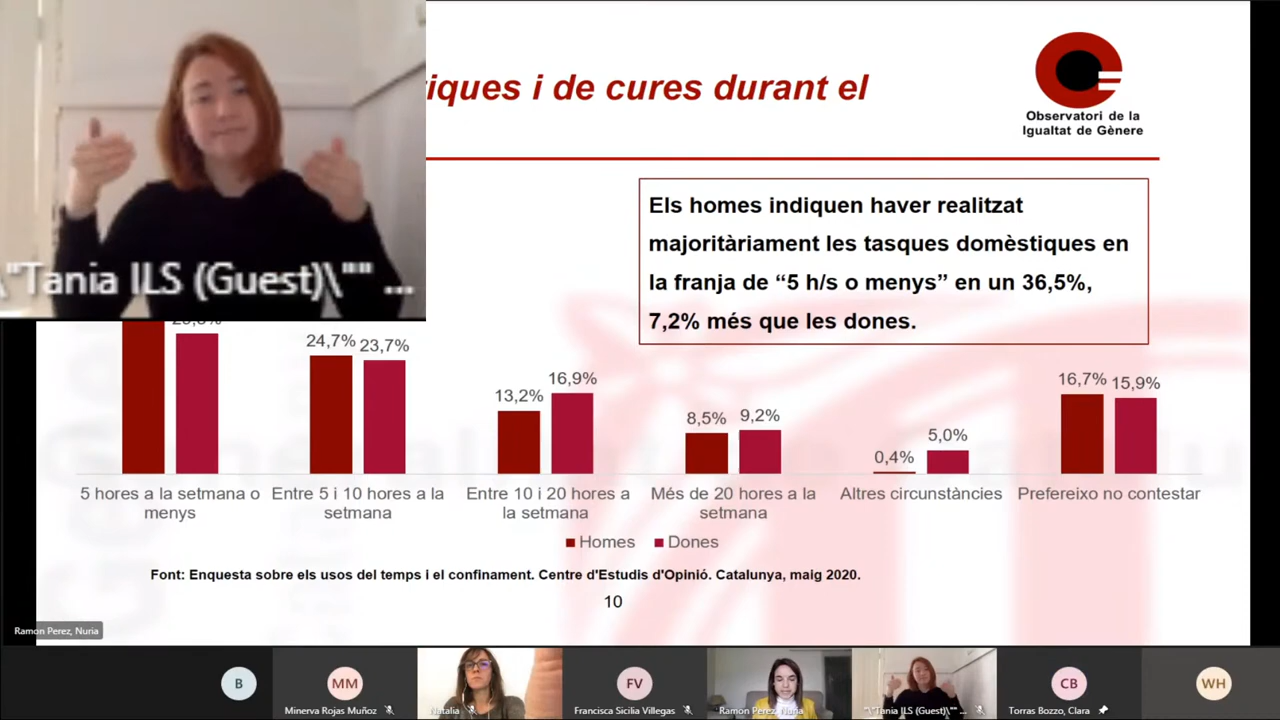 iques i de cures durant el
Observatori de la
Igualtat de Gènere
Els homes indiquen haver realitzat
majoritàriament les tasques domèstiques en
la franja de “5 h/s o menys” en un 36,5%,
7,2% més que les dones.
\"Tania ILS (Guest)\"" ...
24,7%
23,7%
13,2%
16,9%
8,5%
9,2%
0,4%
5,0%
16,7%
15,9%
5 hores a la setmana o
menys
Entre 5 i 10 hores a la
setmana
Entre 10 i 20 hores a
la setmana
Més de 20 hores a la
setmana
Altres circumstàncies
Prefereixo no contestar
Homes
Dones
Font: Enquesta sobre els usos del temps i el confinament. Centre d'Estudis d'Opinió. Catalunya, maig 2020.
10
Ramon Perez, Nuria
B
MM
Minerva Rojas Muñoz
Natalia
FV
Francisca Sicilia Villegas
Ramon Perez, Nuria
\"Tania ILS (Guest)\"" ...
CB
Torras Bozzo, Clara
WH